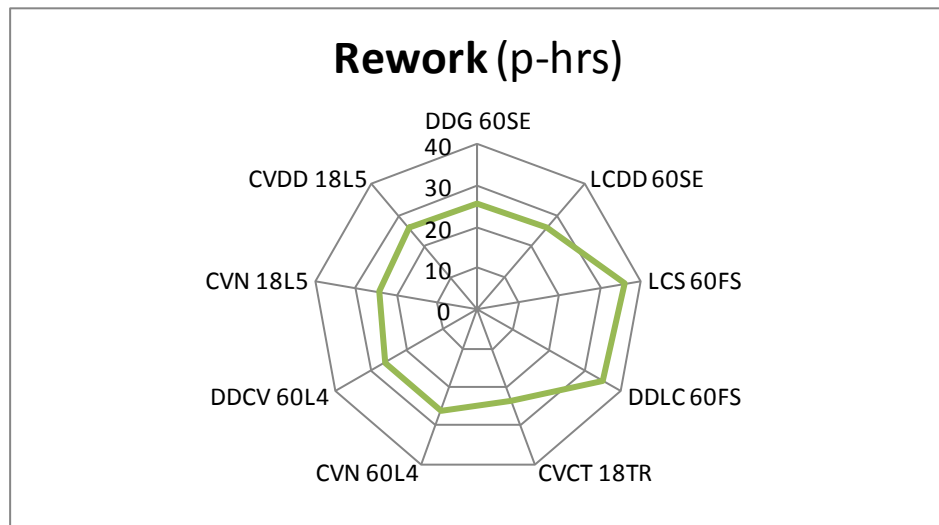 Rework (p-hrs)
DDG 60SE
40
CVDD 18L5
LCDD 60SE
30
20
CVN 18L5
LCS 60FS
10
0
DDCV 60L4
DDLC 60FS
CVN 60L4
CVCT 18TR